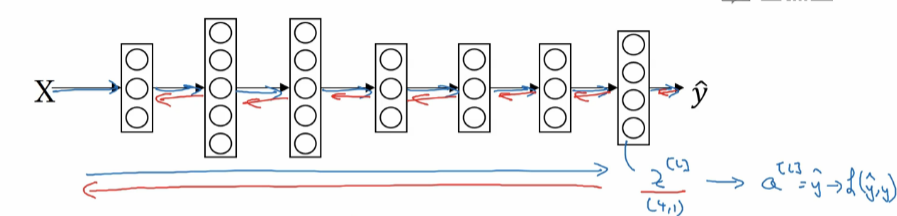 X ŷ
z^[L] → a^[L] = ŷ → ℒ(ŷ,y)
(4,1)